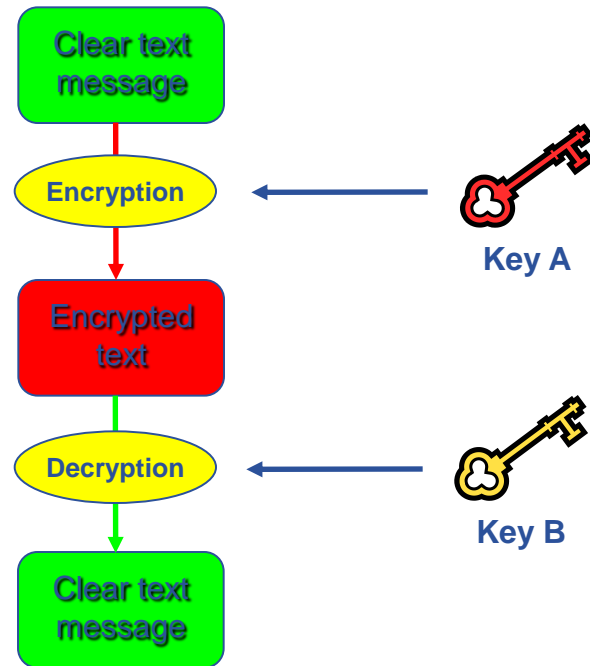 Clear text
message
Encryption
Key A
Encrypted
text
Decryption
Key B
Clear text
message